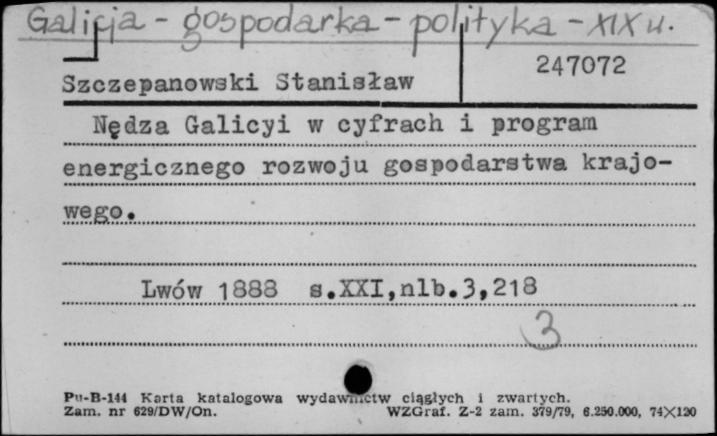 Galicja - gospodarka - polityka - XIX w.
Szczepanowski Stanisław
247072
Nędza Galicyi w cyfrach i program
energicznego rozwoju gospodarstwa krajo-
wego.
Lwów 1888 s.XXI,nlb.3,218
3
Pu-B-144 Karta katalogowa wydawnictw ciągłych i zwartych.
Zam. nr 629/DW/On. WZGraf. Z-2 zam. 379/79, 6.250.000, 74×120